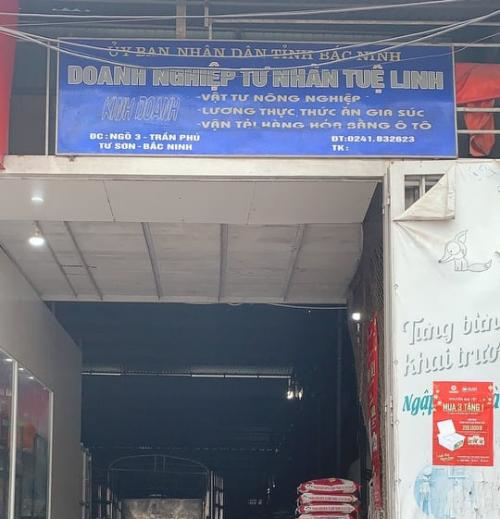 ỦY BAN NHÂN DÂN TỈNH BẮC NINH
DOANH NGHIỆP TƯ NHÂN TUỆ LINH
KINH DOANH
-VẬT TƯ NÔNG NGHIỆP
-LƯƠNG THỰC THỨC ĂN GIA SÚC
-VẬN TẢI HÀNG HÓA BẰNG Ô TÔ
ĐC: NGÕ 3 - TRẦN PHÚ
TỪ SƠN - BẮC NINH
ĐT:0241.832623
TK:
Tưng bừng
khai trươ
Ngập
MUA 3 TẶNG 1